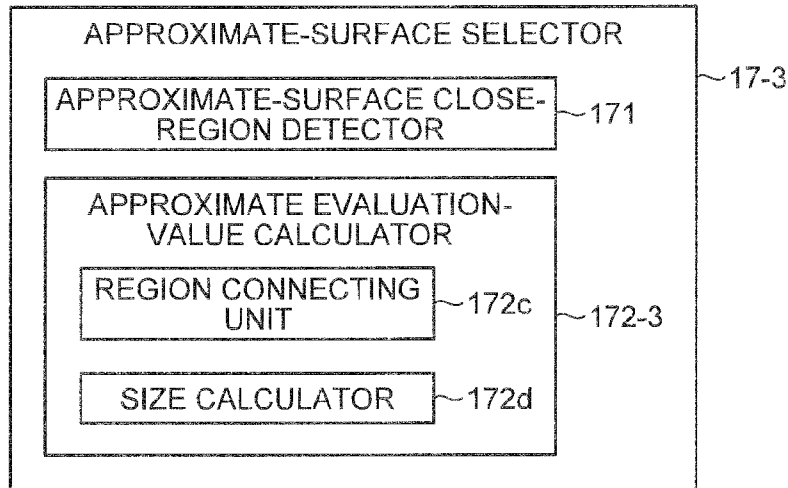 APPROXIMATE-SURFACE SELECTOR
17-3
APPROXIMATE-SURFACE CLOSE-
REGION DETECTOR
171
APPROXIMATE EVALUATION-
VALUE CALCULATOR
REGION CONNECTING
UNIT
172c
172-3
SIZE CALCULATOR
172d